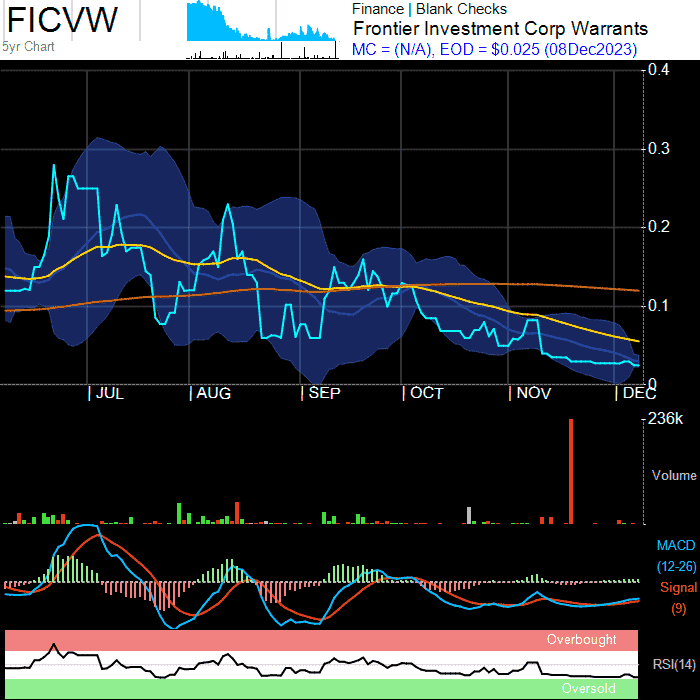 FICVW
5yr Chart
Finance | Blank Checks
Frontier Investment Corp Warrants
MC = (N/A), EOD = $0.025 (08Dec2023)
0.4
0.3
0.2
0.1
0
JUL AUG SEP OCT NOV DEC
236k
Volume
MACD
(12-26)
Signal
(9)
Overbought
RSI(14)
Oversold